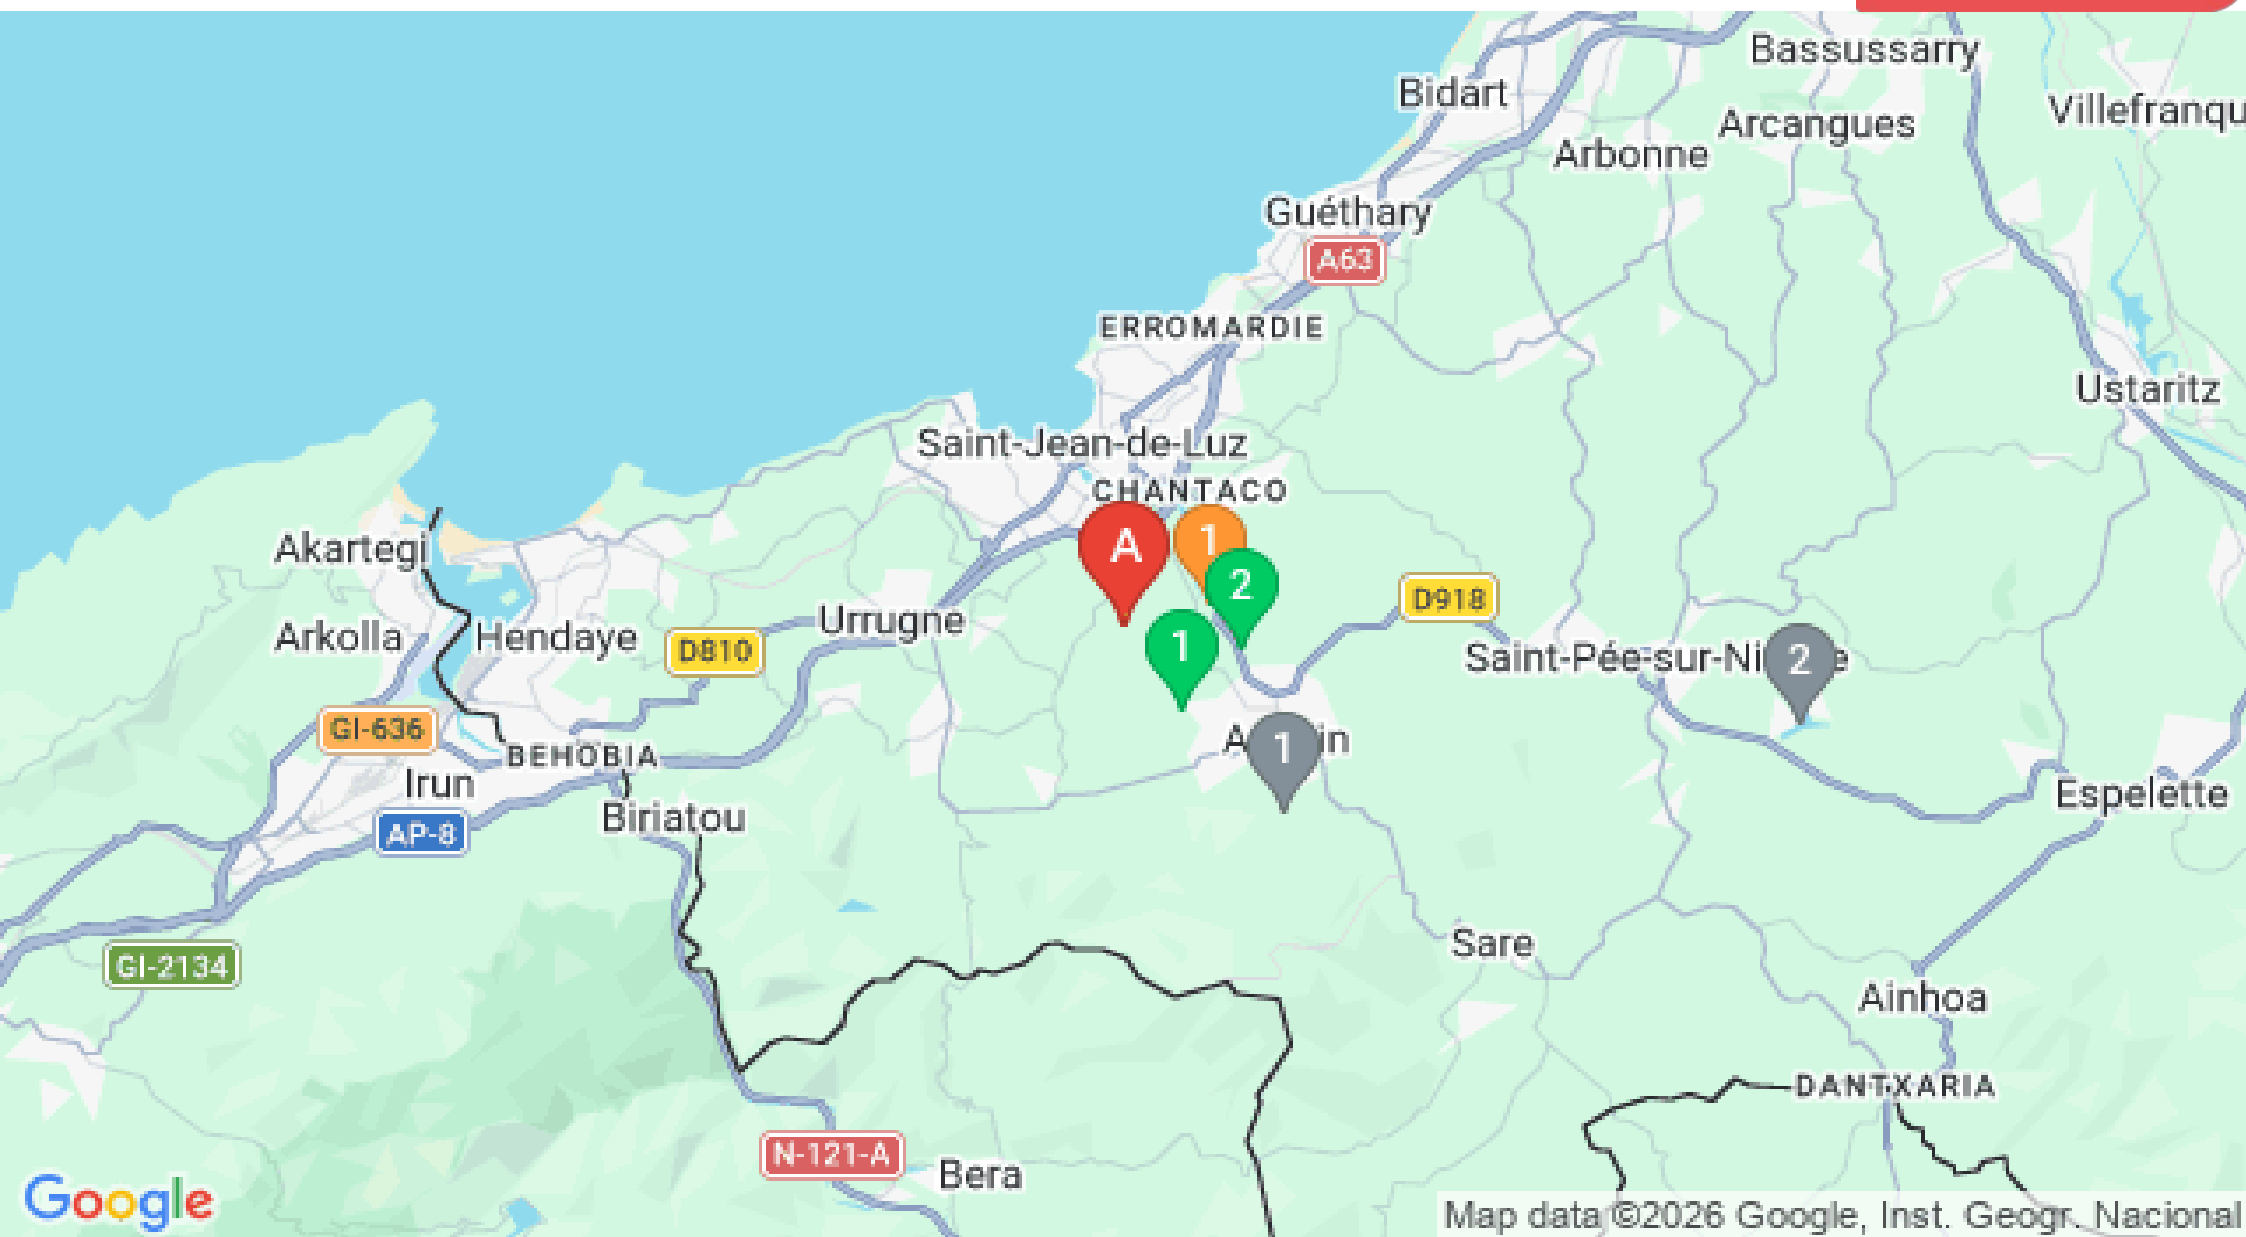 Bassussarry
Bidart
Villefranqu
Arcangues
Arbonne
Guéthary
A63
ERROMARDIE
Ustaritz
Saint-Jean-de-Luz
CHANTACO
A
1
Akartegi
2
D918
Urrugne
Arkolla
Hendaye
D810
1
Saint-Pée-sur-Ni
e
2
GI-636
A
in
1
BEHOBIA
Irun
Espelette
Biriatou
AP-8
Sare
GI-2134
Ainhoa
DANTXARIA
N-121-A
Bera
Google
Map data ©2026 Google, Inst. Geogr. Nacional